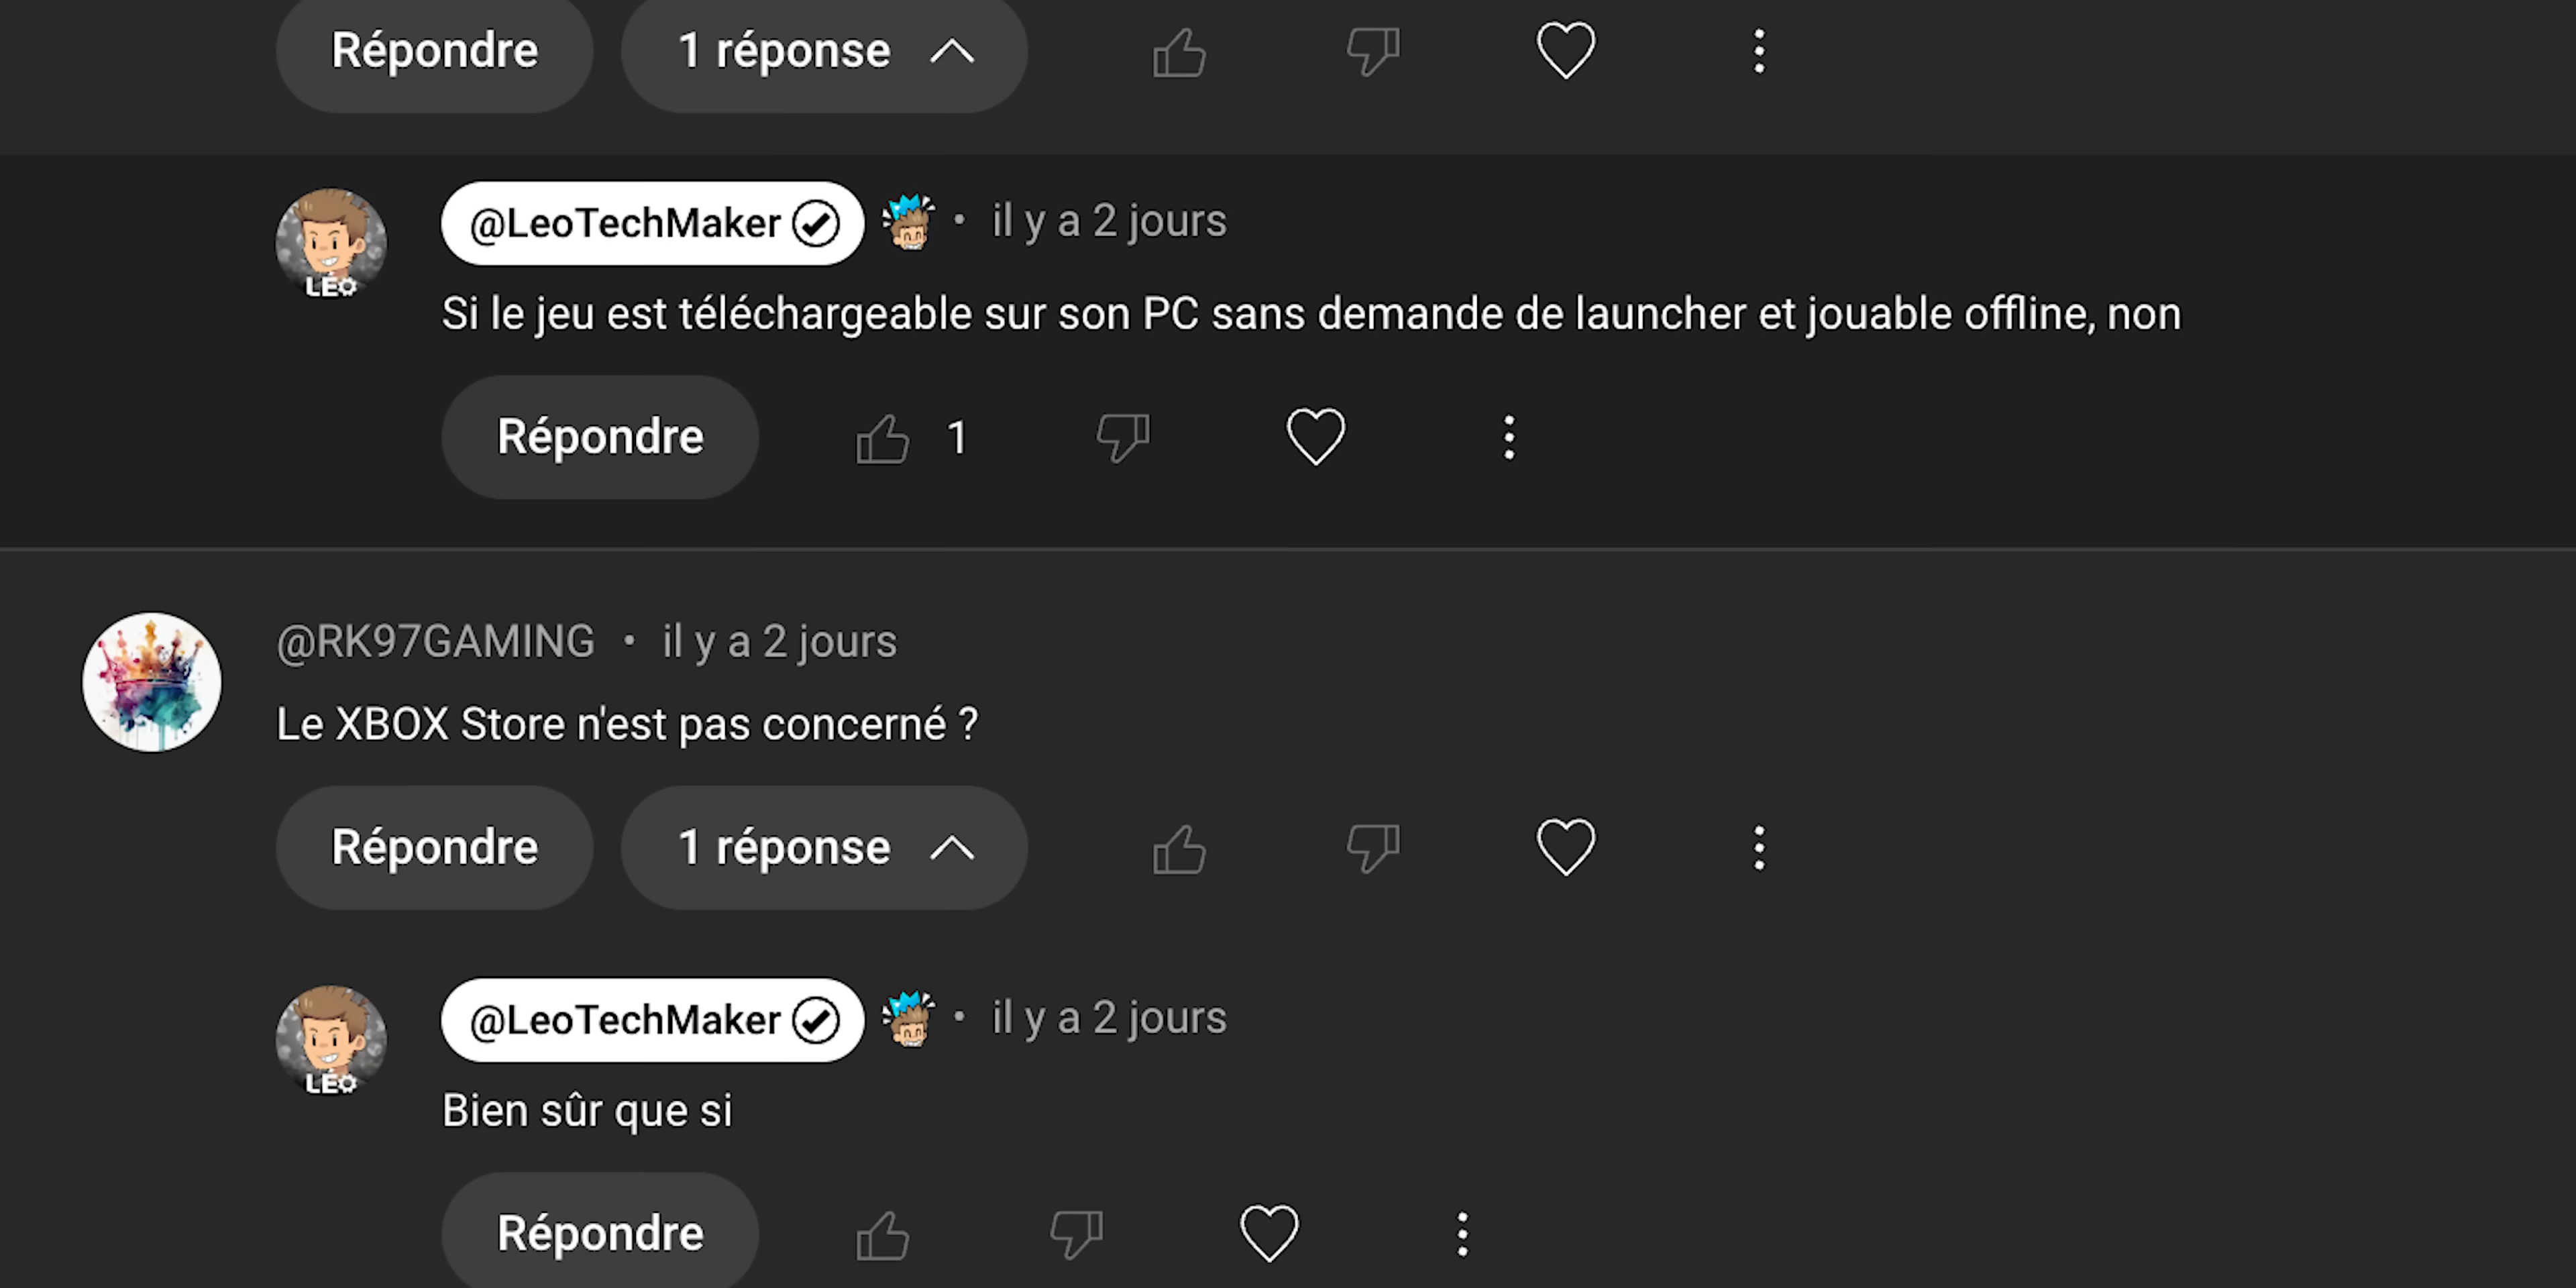 Répondre
1 réponse
@LeoTechMaker
il y a 2 jours
LÉO
Si le jeu est téléchargeable sur son PC sans demande de launcher et jouable offline, non
Répondre
1
@RK97GAMING
il y a 2 jours
Le XBOX Store n'est pas concerné ?
Répondre
1 réponse
@LeoTechMaker
il y a 2 jours
LÉO
Bien sûr que si
Répondre